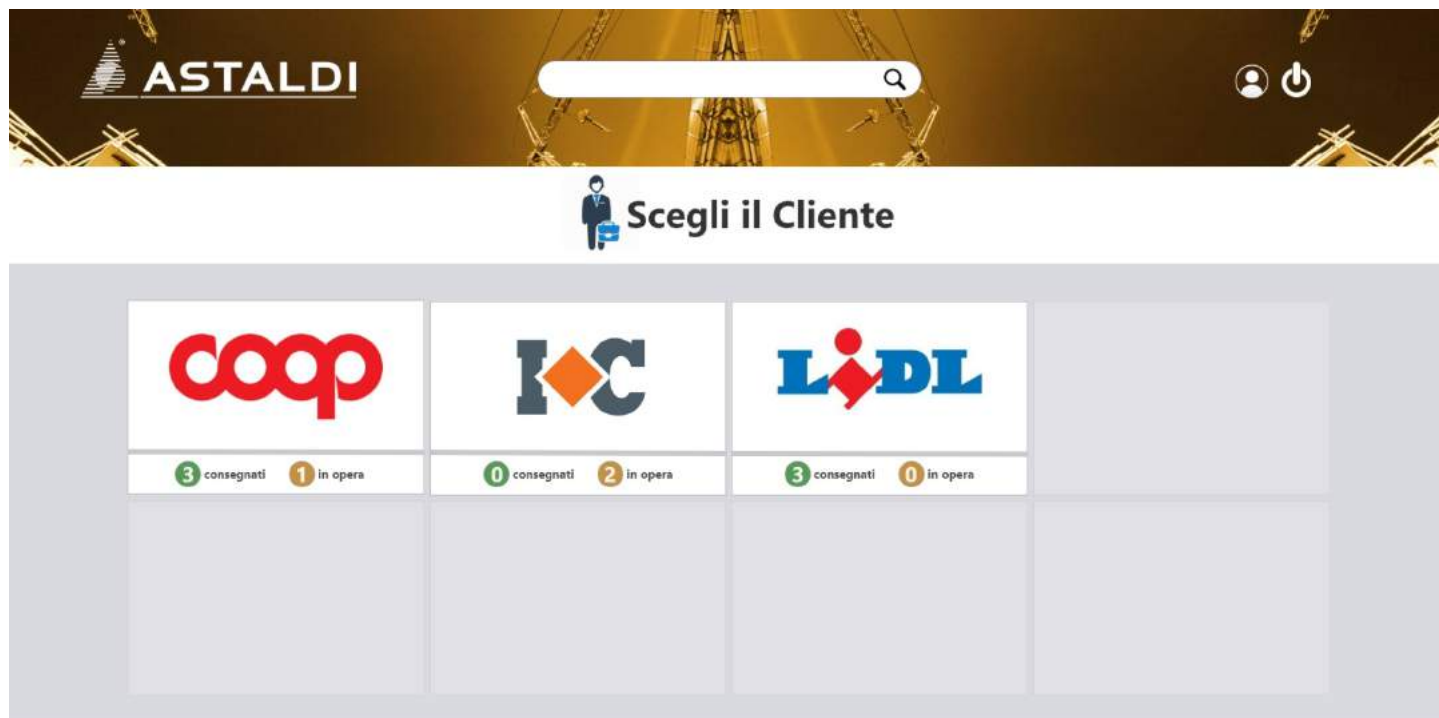 ASTALDI
Scegli il Cliente
coop
I C
LIDL
3 consegnati 1 in opera
0 consegnati 2 in opera
3 consegnati 0 in opera